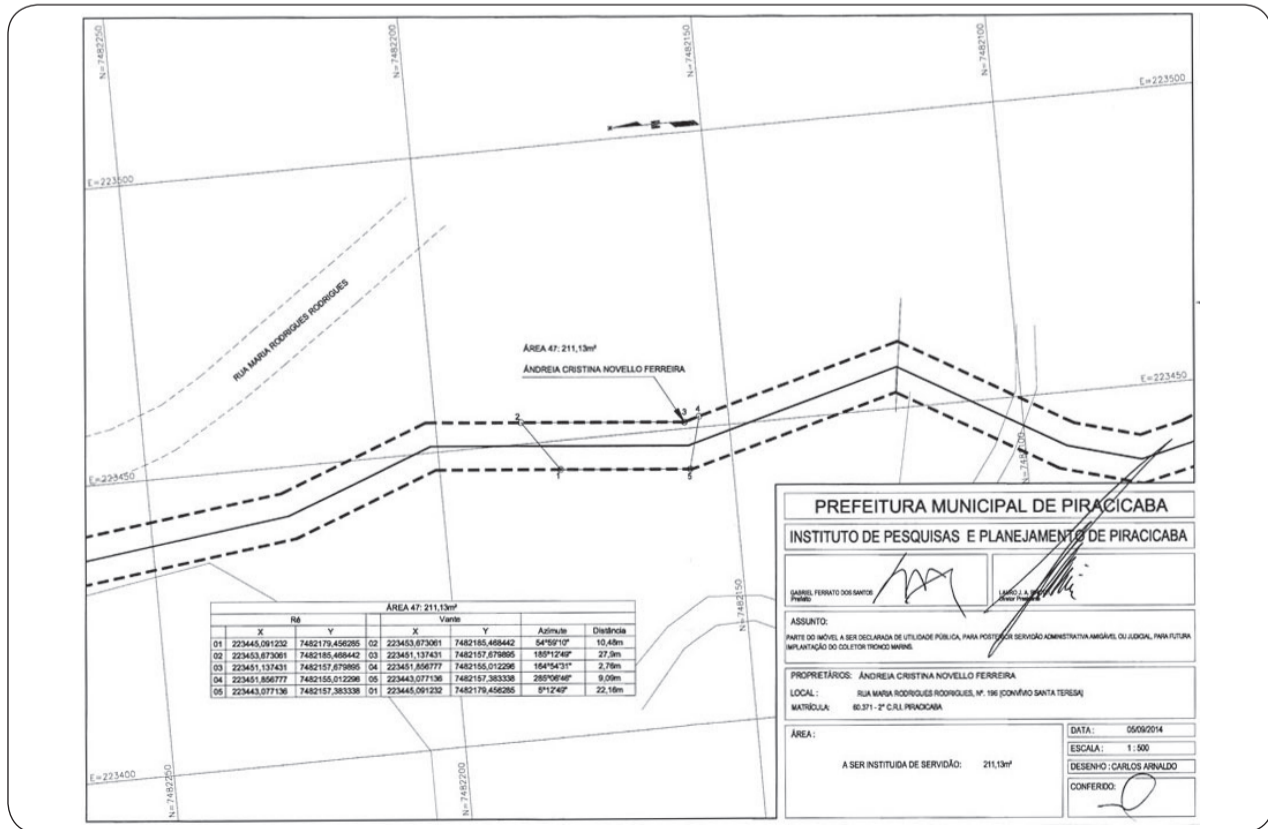 N=7482250
N=7482200
N=7482150
N=7482100
E=223500
E=223500
RUA MARIA RODRIGUES RODRIGUES
ÁREA 47: 211,13m²
ÂNDREIA CRISTINA NOVELLO FERREIRA
E=223450
2
3
4
1
5
E=223450
N=7482100
ÁREA 47: 211,13m²
Ré Vante
X Y X Y Azimute Distância
01 223445,091232 7482179,456285 02 223453,673061 7482185,468442 54°59'10" 10,48m
02 223453,673061 7482185,468442 03 223451,137431 7482157,679895 185°12'49" 27,9m
03 223451,137431 7482157,679895 04 223451,856777 7482155,012296 164°54'31" 2,76m
04 223451,856777 7482155,012296 05 223443,077136 7482157,383338 285°06'46" 9,09m
05 223443,077136 7482157,383338 01 223445,091232 7482179,456285 5°12'49" 22,16m
E=223400
N=7482250
N=7482200
N=7482150
PREFEITURA MUNICIPAL DE PIRACICABA
INSTITUTO DE PESQUISAS E PLANEJAMENTO DE PIRACICABA
GABRIEL FERRATO DOS SANTOS
Prefeito
LAURO J. A.
Diretor Presidente
ASSUNTO:
PARTE DO IMÓVEL A SER DECLARADA DE UTILIDADE PÚBLICA, PARA POSTERIOR SERVIDÃO ADMINISTRATIVA AMIGÁVEL OU JUDICIAL, PARA FUTURA
IMPLANTAÇÃO DO COLETOR TRONCO MARINS.
PROPRIETÁRIOS: ÂNDREIA CRISTINA NOVELLO FERREIRA
LOCAL: RUA MARIA RODRIGUES RODRIGUES, Nº. 196 (CONVÍVIO SANTA TERESA)
MATRÍCULA: 60.371 - 2° C.R.I. PIRACICABA
ÁREA:
A SER INSTITUIDA DE SERVIDÃO: 211,13m²
DATA: 05/09/2014
ESCALA: 1:500
DESENHO: CARLOS ARNALDO
CONFERIDO: